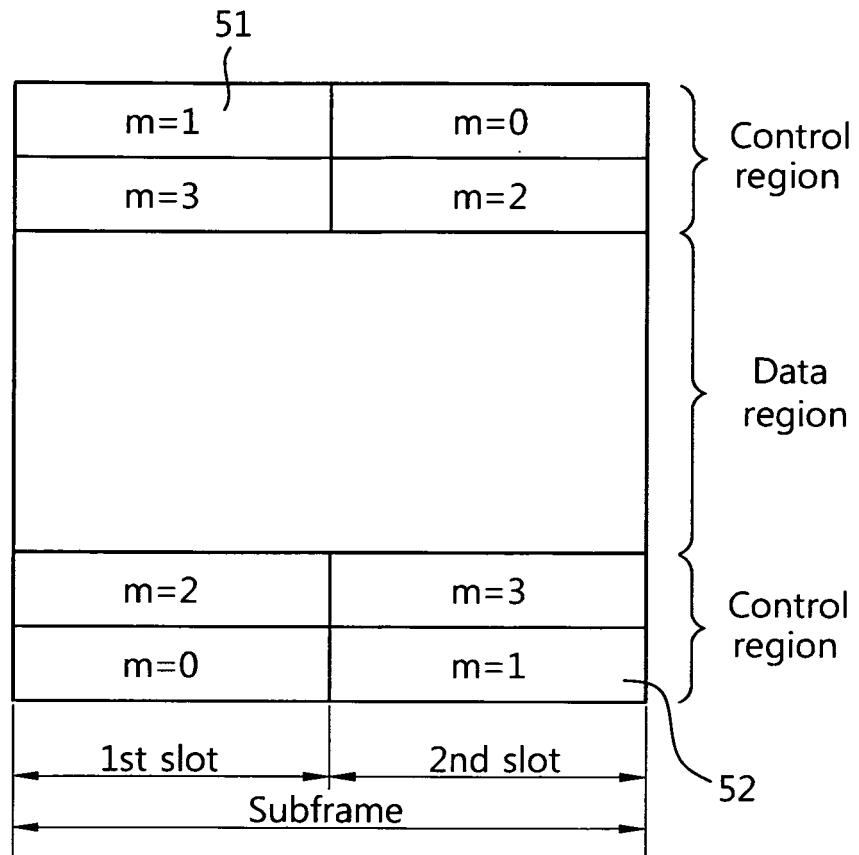 51
m=1
m=0
Control
region
m=3
m=2
Data
region
m=2
m=3
Control
region
m=0
m=1
1st slot
2nd slot
52
Subframe